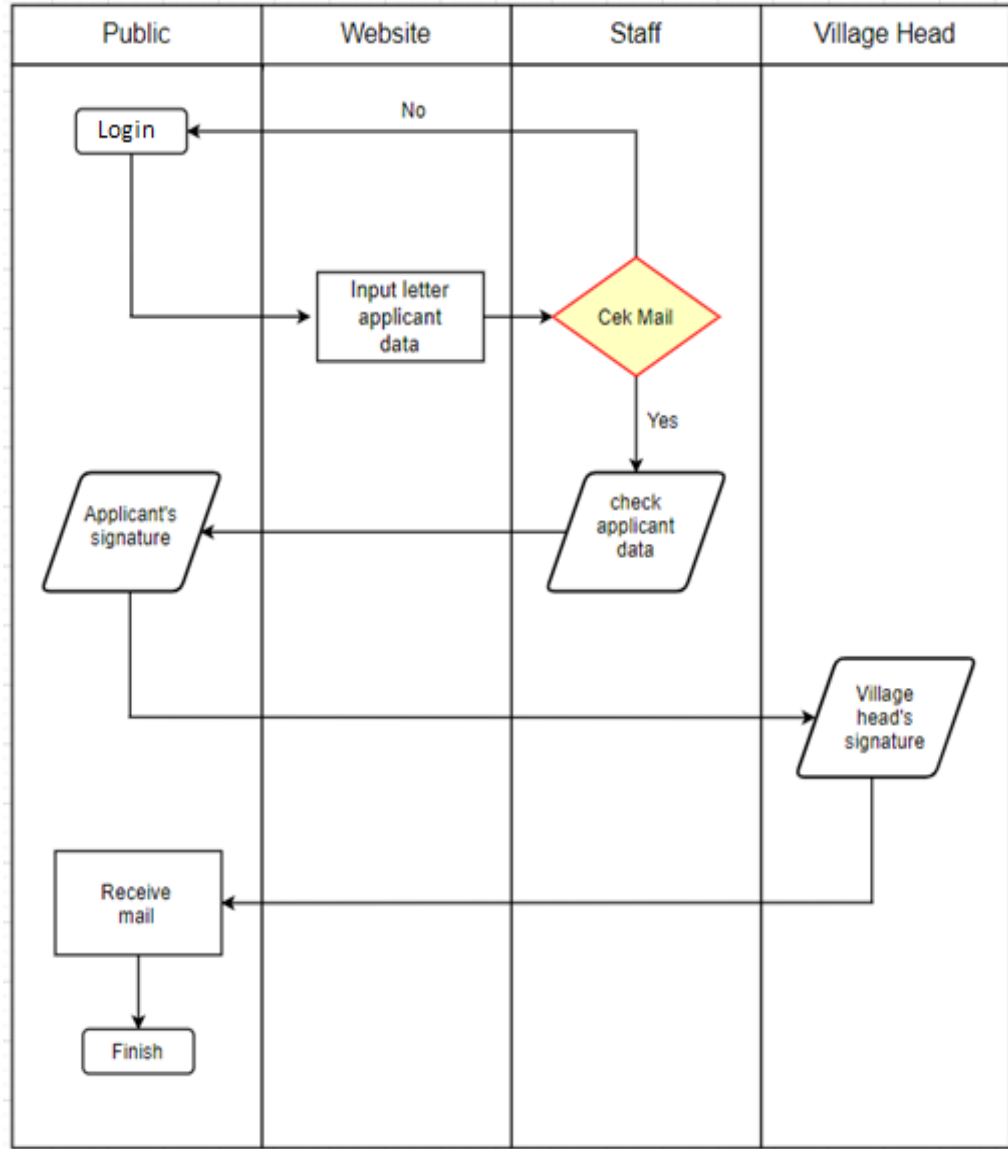 Public
Website
Staff
Village Head
Login
No
Input letter
applicant
data
Cek Mail
Yes
Applicant's
signature
check
applicant
data
Village
head's
signature
Receive
mail
Finish